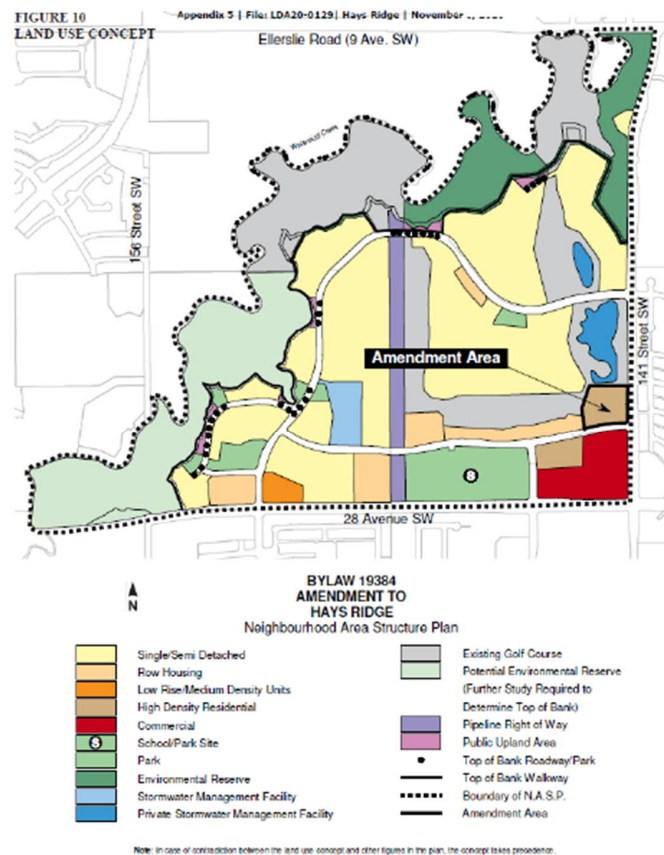 FIGURE 10
LAND USE CONCEPT
Appendix 5 | File: LDA20-0129| Hays Ridge | November
Ellerslie Road (9 Ave. SW)
156 Street SW
141 Street SW
Amendment Area
S
28 Avenue SW
N
BYLAW 19384
AMENDMENT TO
HAYS RIDGE
Neighbourhood Area Structure Plan
Single/Semi Detached
Row Housing
Low Rise/Medium Density Units
High Density Residential
Commercial
S School/Park Site
Park
Environmental Reserve
Stormwater Management Facility
Private Stormwater Management Facility
Existing Golf Course
Potential Environmental Reserve
(Further Study Required to
Determine Top of Bank)
Pipeline Right of Way
Public Upland Area
Top of Bank Roadway/Park
Top of Bank Walkway
Boundary of N.A.S.P.
Amendment Area
Note: In case of contradiction between the land use concept and other figures in the plan, the concept takes precedence.